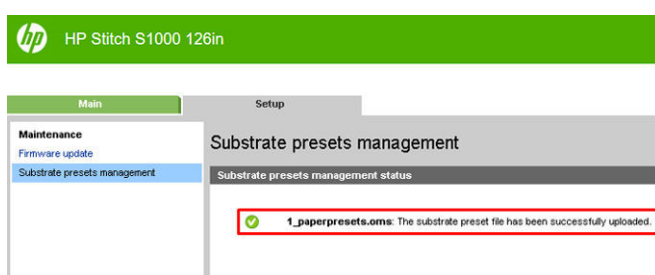 hp HP Stitch S1000 126in
Main Setup
Maintenance
Firmware update
Substrate presets management
Substrate presets management
Substrate presets management status
1_paperpresets.oms: The substrate preset file has been successfully uploaded.